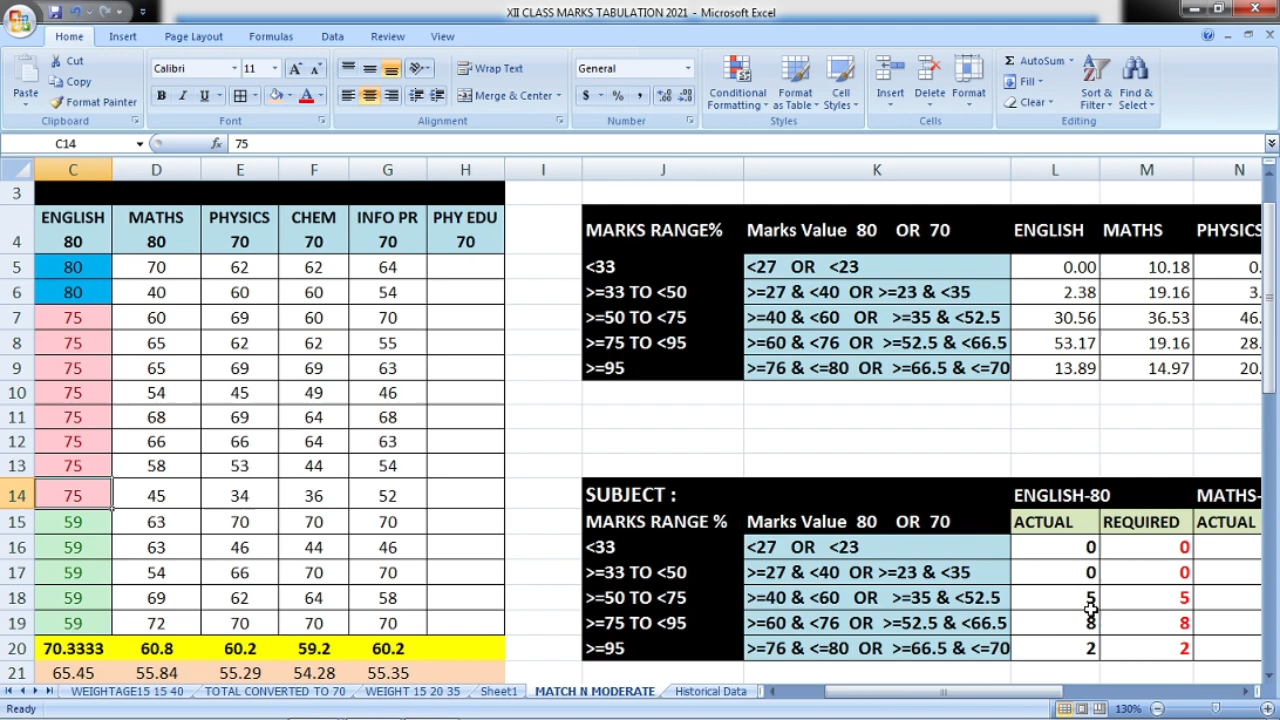 XII CLASS MARKS TABULATION 2021 - Microsoft Excel
Home Insert Page Layout Formulas Data Review View
Cut Calibri 11 Wrap Text General AutoSum
Paste Copy Conditional Formatting Format as Table Cell Styles Insert Delete Format Fill Sort & Filter Find & Select
Format Painter B I U A Merge & Center $ % , Clear
Clipboard Font Alignment Number Styles Cells Editing
C14 fx 75
C D E F G H I J K L M N
3
ENGLISH MATHS PHYSICS CHEM INFO PR PHY EDU MARKS RANGE% Marks Value 80 OR 70 ENGLISH MATHS PHYSICS
4 80 80 70 70 70 70
5 80 70 62 62 64 <33 <27 OR <23 0.00 10.18 0.
6 80 40 60 60 54 >=33 TO <50 >=27 & <40 OR >=23 & <35 2.38 19.16 3.
7 75 60 69 60 70 >=50 TO <75 >=40 & <60 OR >=35 & <52.5 30.56 36.53 46.
8 75 65 62 62 55 >=75 TO <95 >=60 & <76 OR >=52.5 & <66.5 53.17 19.16 28.
9 75 65 69 69 63 >=95 >=76 & <=80 OR >=66.5 & <=70 13.89 14.97 20.
10 75 54 45 49 46
11 75 68 69 64 68
12 75 66 66 64 63
13 75 58 53 44 54
14 75 45 34 36 52 SUBJECT : ENGLISH-80 MATHS-
15 59 63 70 70 70 MARKS RANGE % Marks Value 80 OR 70 ACTUAL REQUIRED ACTUAL
16 59 63 46 44 46 <33 <27 OR <23 0 0
17 59 54 66 70 70 >=33 TO <50 >=27 & <40 OR >=23 & <35 0 0
18 59 69 62 64 58 >=50 TO <75 >=40 & <60 OR >=35 & <52.5 5 5
19 59 72 70 70 70 >=75 TO <95 >=60 & <76 OR >=52.5 & <66.5 8 8
20 70.3333 60.8 60.2 59.2 60.2 >=95 >=76 & <=80 OR >=66.5 & <=70 2 2
21 65.45 55.84 55.29 54.28 55.35
WEIGHTAGE15 15 40 TOTAL CONVERTED TO 70 WEIGHT 15 20 35 Sheet1 MATCH N MODERATE Historical Data
Ready 130%